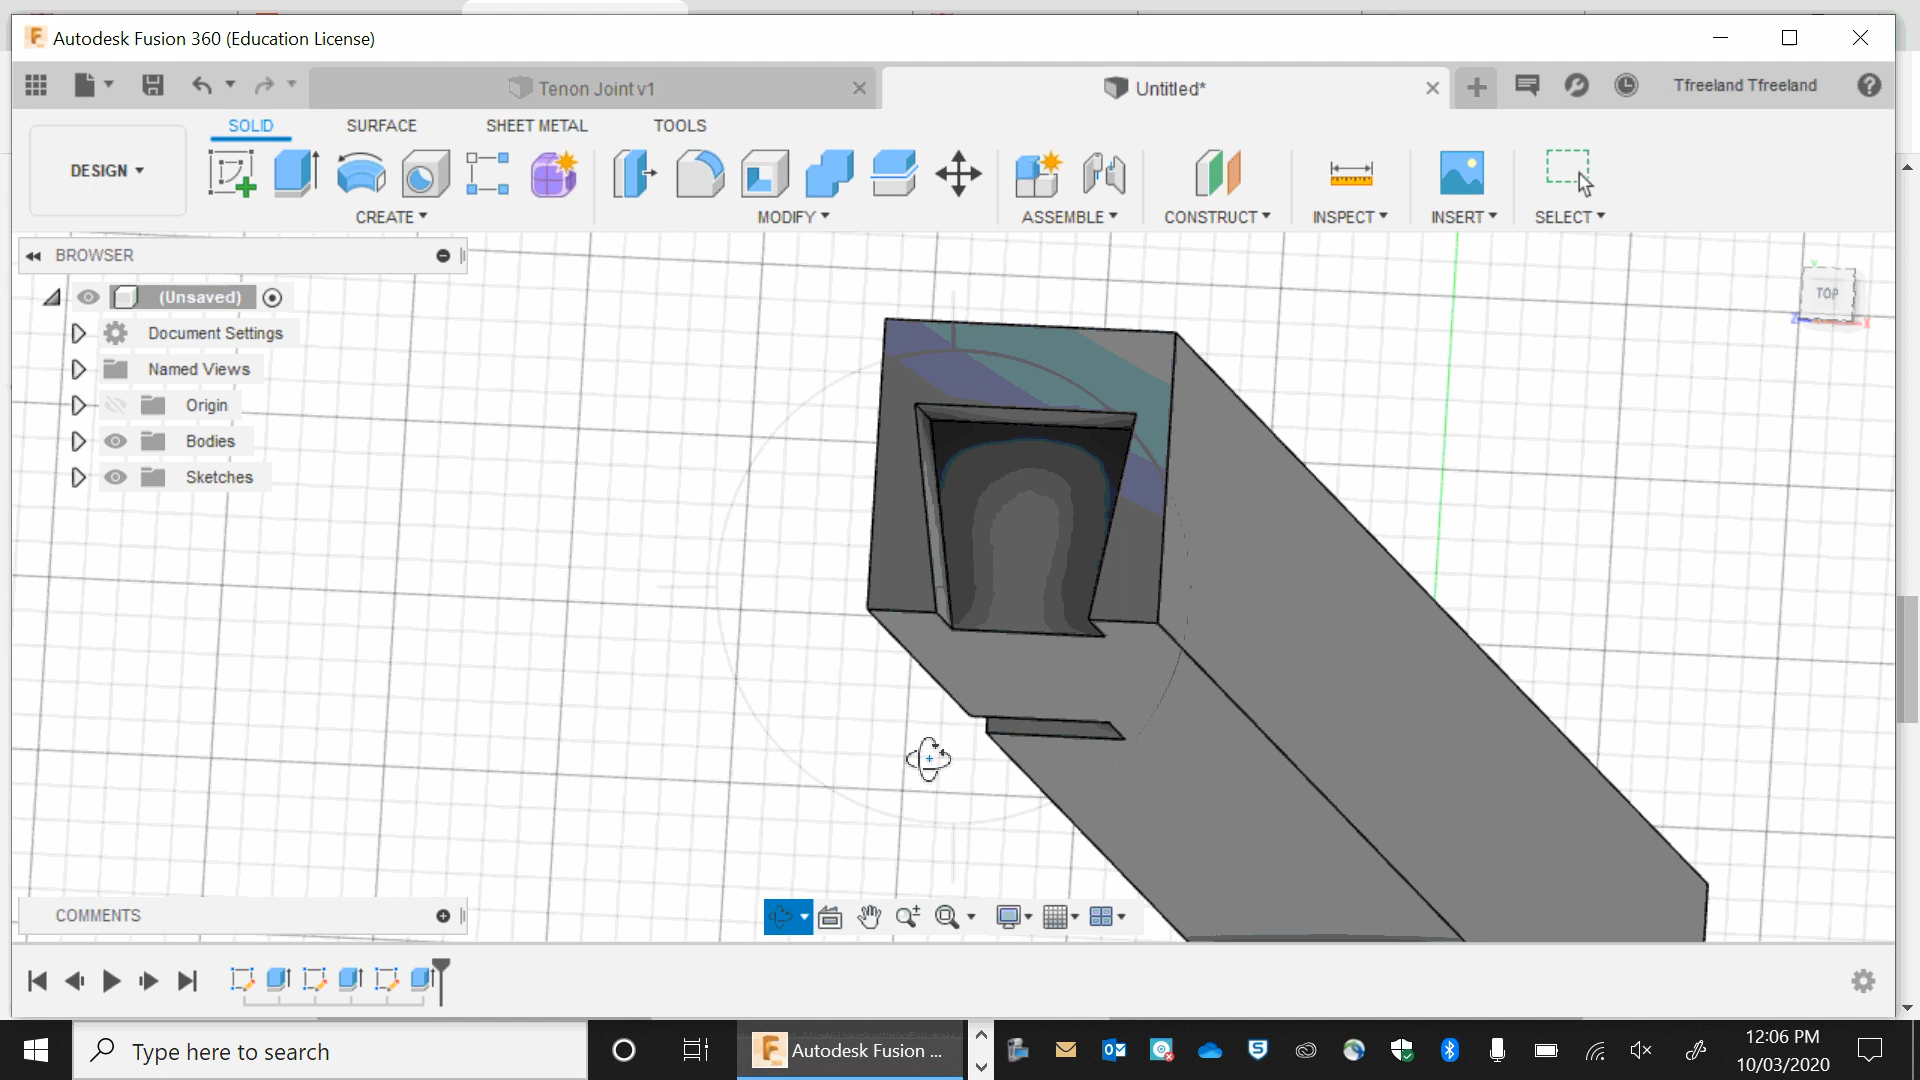 Autodesk Fusion 360 (Education License)
Tenon Joint v1
Untitled*
Tfreeland Tfreeland
SOLID
SURFACE
SHEET METAL
TOOLS
DESIGN
CREATE
MODIFY
ASSEMBLE
CONSTRUCT
INSPECT
INSERT
SELECT
BROWSER
(Unsaved)
Document Settings
Named Views
Origin
Bodies
Sketches
TOP
COMMENTS
Type here to search
Autodesk Fusion ...
12:06 PM
10/03/2020